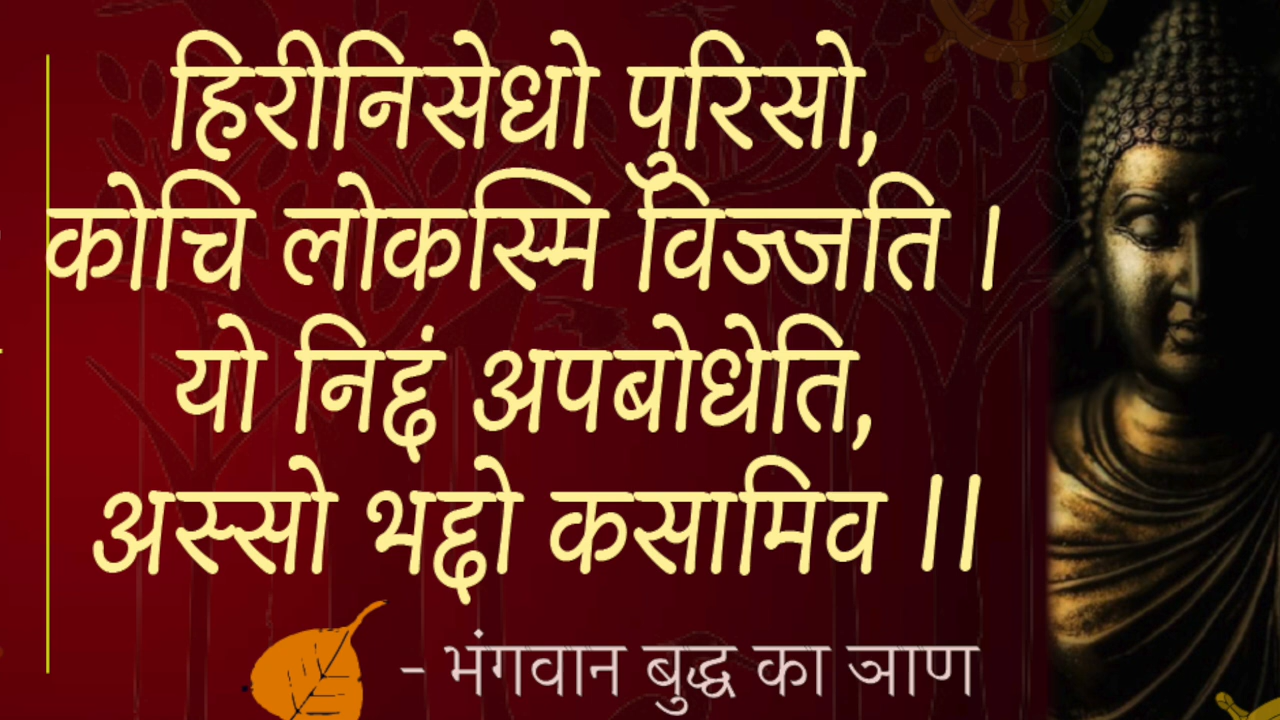 हिरीनिसेधो पुरिसो,
कोचि लोकस्मि विज्जति ।
यो निद्दं अपबोधेति,
अस्सो भद्दो कसामिव ।।
- भंगवान बुद्ध का ञाण